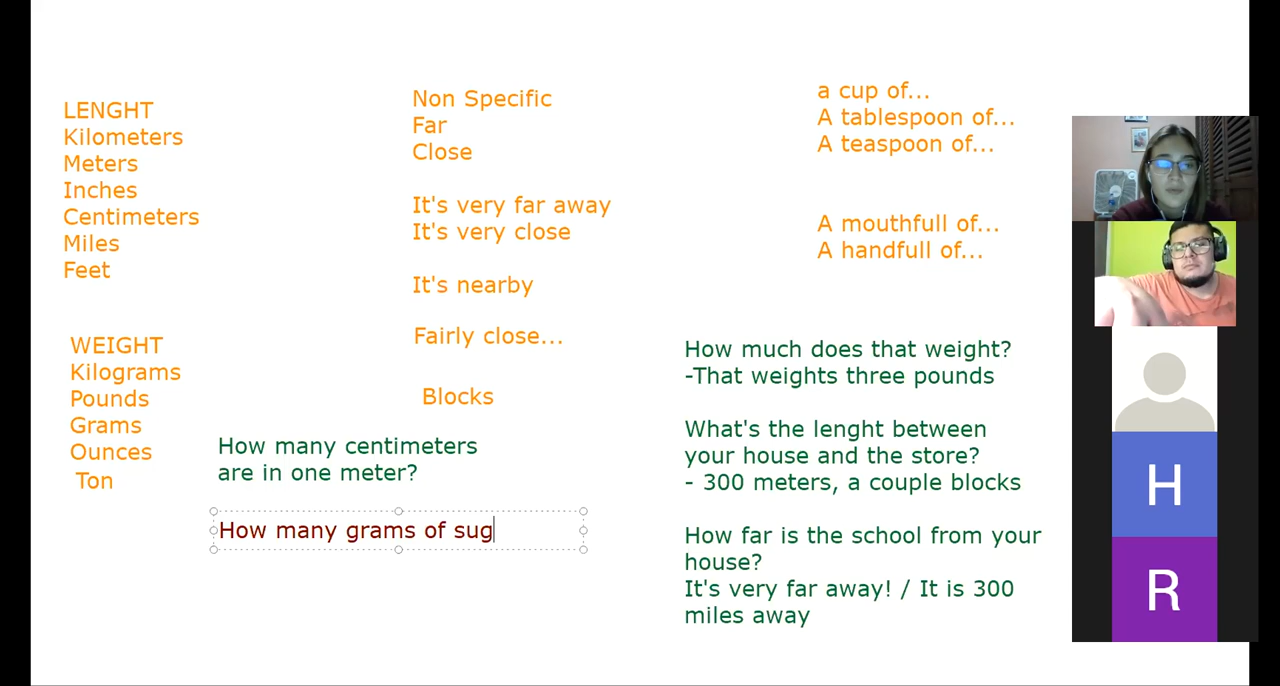 LENGHT
Kilometers
Meters
Inches
Centimeters
Miles
Feet
WEIGHT
Kilograms
Pounds
Grams
Ounces
Ton
Non Specific
Far
Close
It's very far away
It's very close
It's nearby
Fairly close...
Blocks
How many centimeters
are in one meter?
How many grams of sug
a cup of...
A tablespoon of...
A teaspoon of...
A mouthfull of...
A handfull of...
How much does that weight?
-That weights three pounds
What's the lenght between
your house and the store?
- 300 meters, a couple blocks
How far is the school from your
house?
It's very far away! / It is 300
miles away
H
R